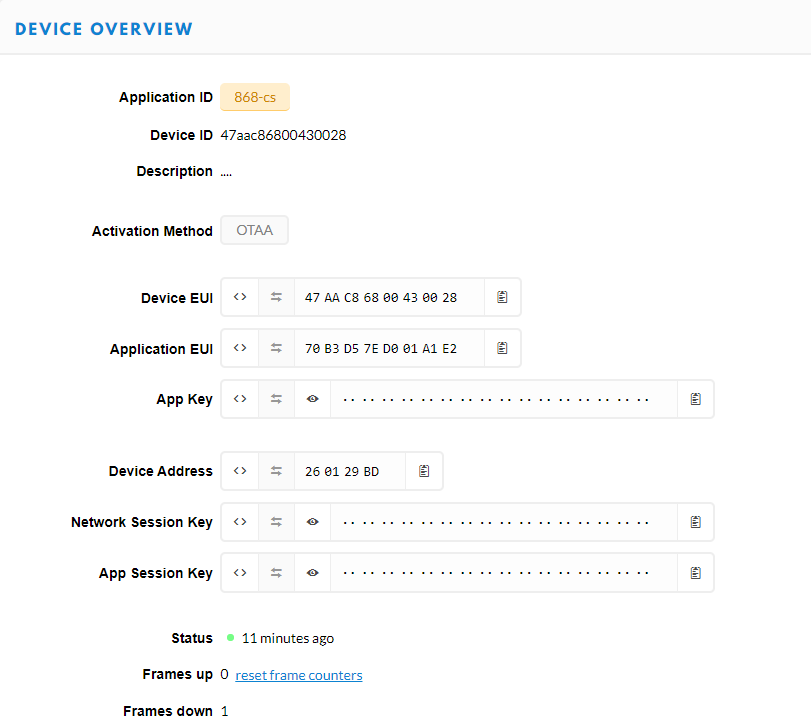 DEVICE OVERVIEW
Application ID 868-cs
Device ID 47aac86800430028
Description ....
Activation Method OTAA
Device EUI <> 47 AA C8 68 00 43 00 28
Application EUI <> 70 B3 D5 7E D0 01 A1 E2
App Key <> .. .. .. .. .. .. .. .. .. .. .. .. .. .. .. ..
Device Address <> 26 01 29 BD
Network Session Key <> .. .. .. .. .. .. .. .. .. .. .. .. .. .. .. ..
App Session Key <> .. .. .. .. .. .. .. .. .. .. .. .. .. .. .. ..
Status 11 minutes ago
Frames up 0 reset frame counters
Frames down 1